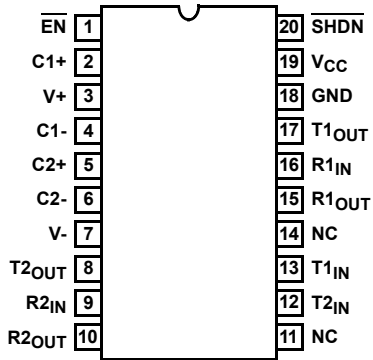 EN 1 20 SHDN
C1+ 2 19 VCC
V+ 3 18 GND
C1- 4 17 T1OUT
C2+ 5 16 R1IN
C2- 6 15 R1OUT
V- 7 14 NC
T2OUT 8 13 T1IN
R2IN 9 12 T2IN
R2OUT 10 11 NC